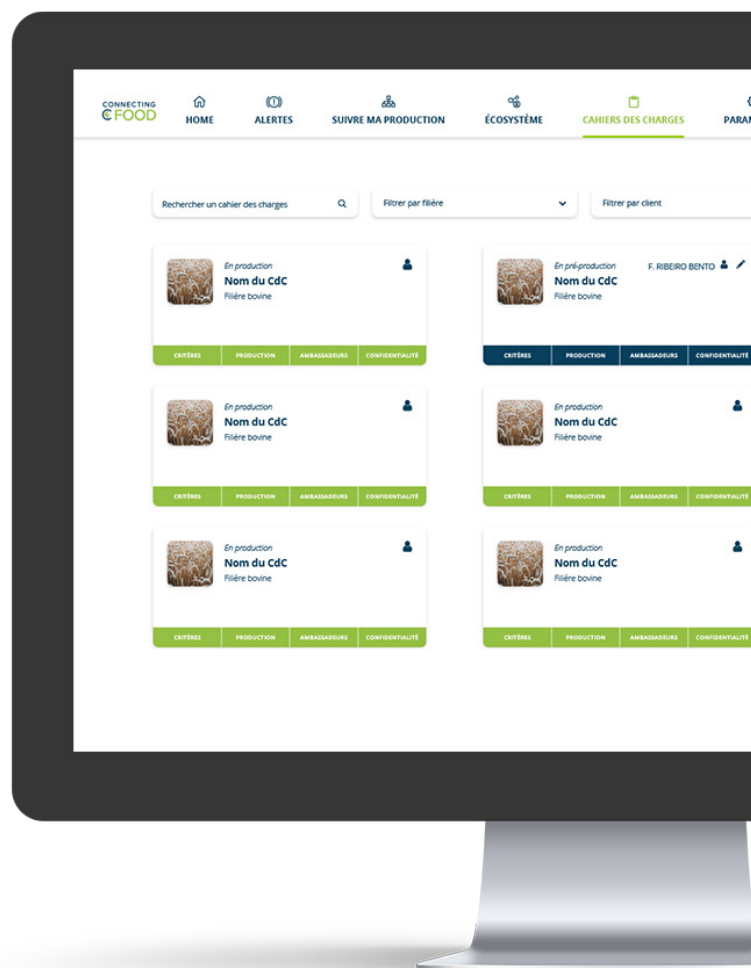 CONNECTING
FOOD
HOME
ALERTES
SUIVRE MA PRODUCTION
ÉCOSYSTÈME
CAHIERS DES CHARGES
Rechercher un cahier des charges
Filtrer par filière
Filtrer par client
En production
Nom du CdC
Filière bovine
CRITÈRES PRODUCTION AMBASSADEURS CONFIDENTIALITÉ
En pré-production
F. RIBEIRO BENTO
Nom du CdC
Filière bovine
CRITÈRES PRODUCTION AMBASSADEURS CONFIDENTIALITÉ
En production
Nom du CdC
Filière bovine
CRITÈRES PRODUCTION AMBASSADEURS CONFIDENTIALITÉ
En production
Nom du CdC
Filière bovine
CRITÈRES PRODUCTION AMBASSADEURS CONFIDENTIALITÉ
En production
Nom du CdC
Filière bovine
CRITÈRES PRODUCTION AMBASSADEURS CONFIDENTIALITÉ
En production
Nom du CdC
Filière bovine
CRITÈRES PRODUCTION AMBASSADEURS CONFIDENTIALITÉ